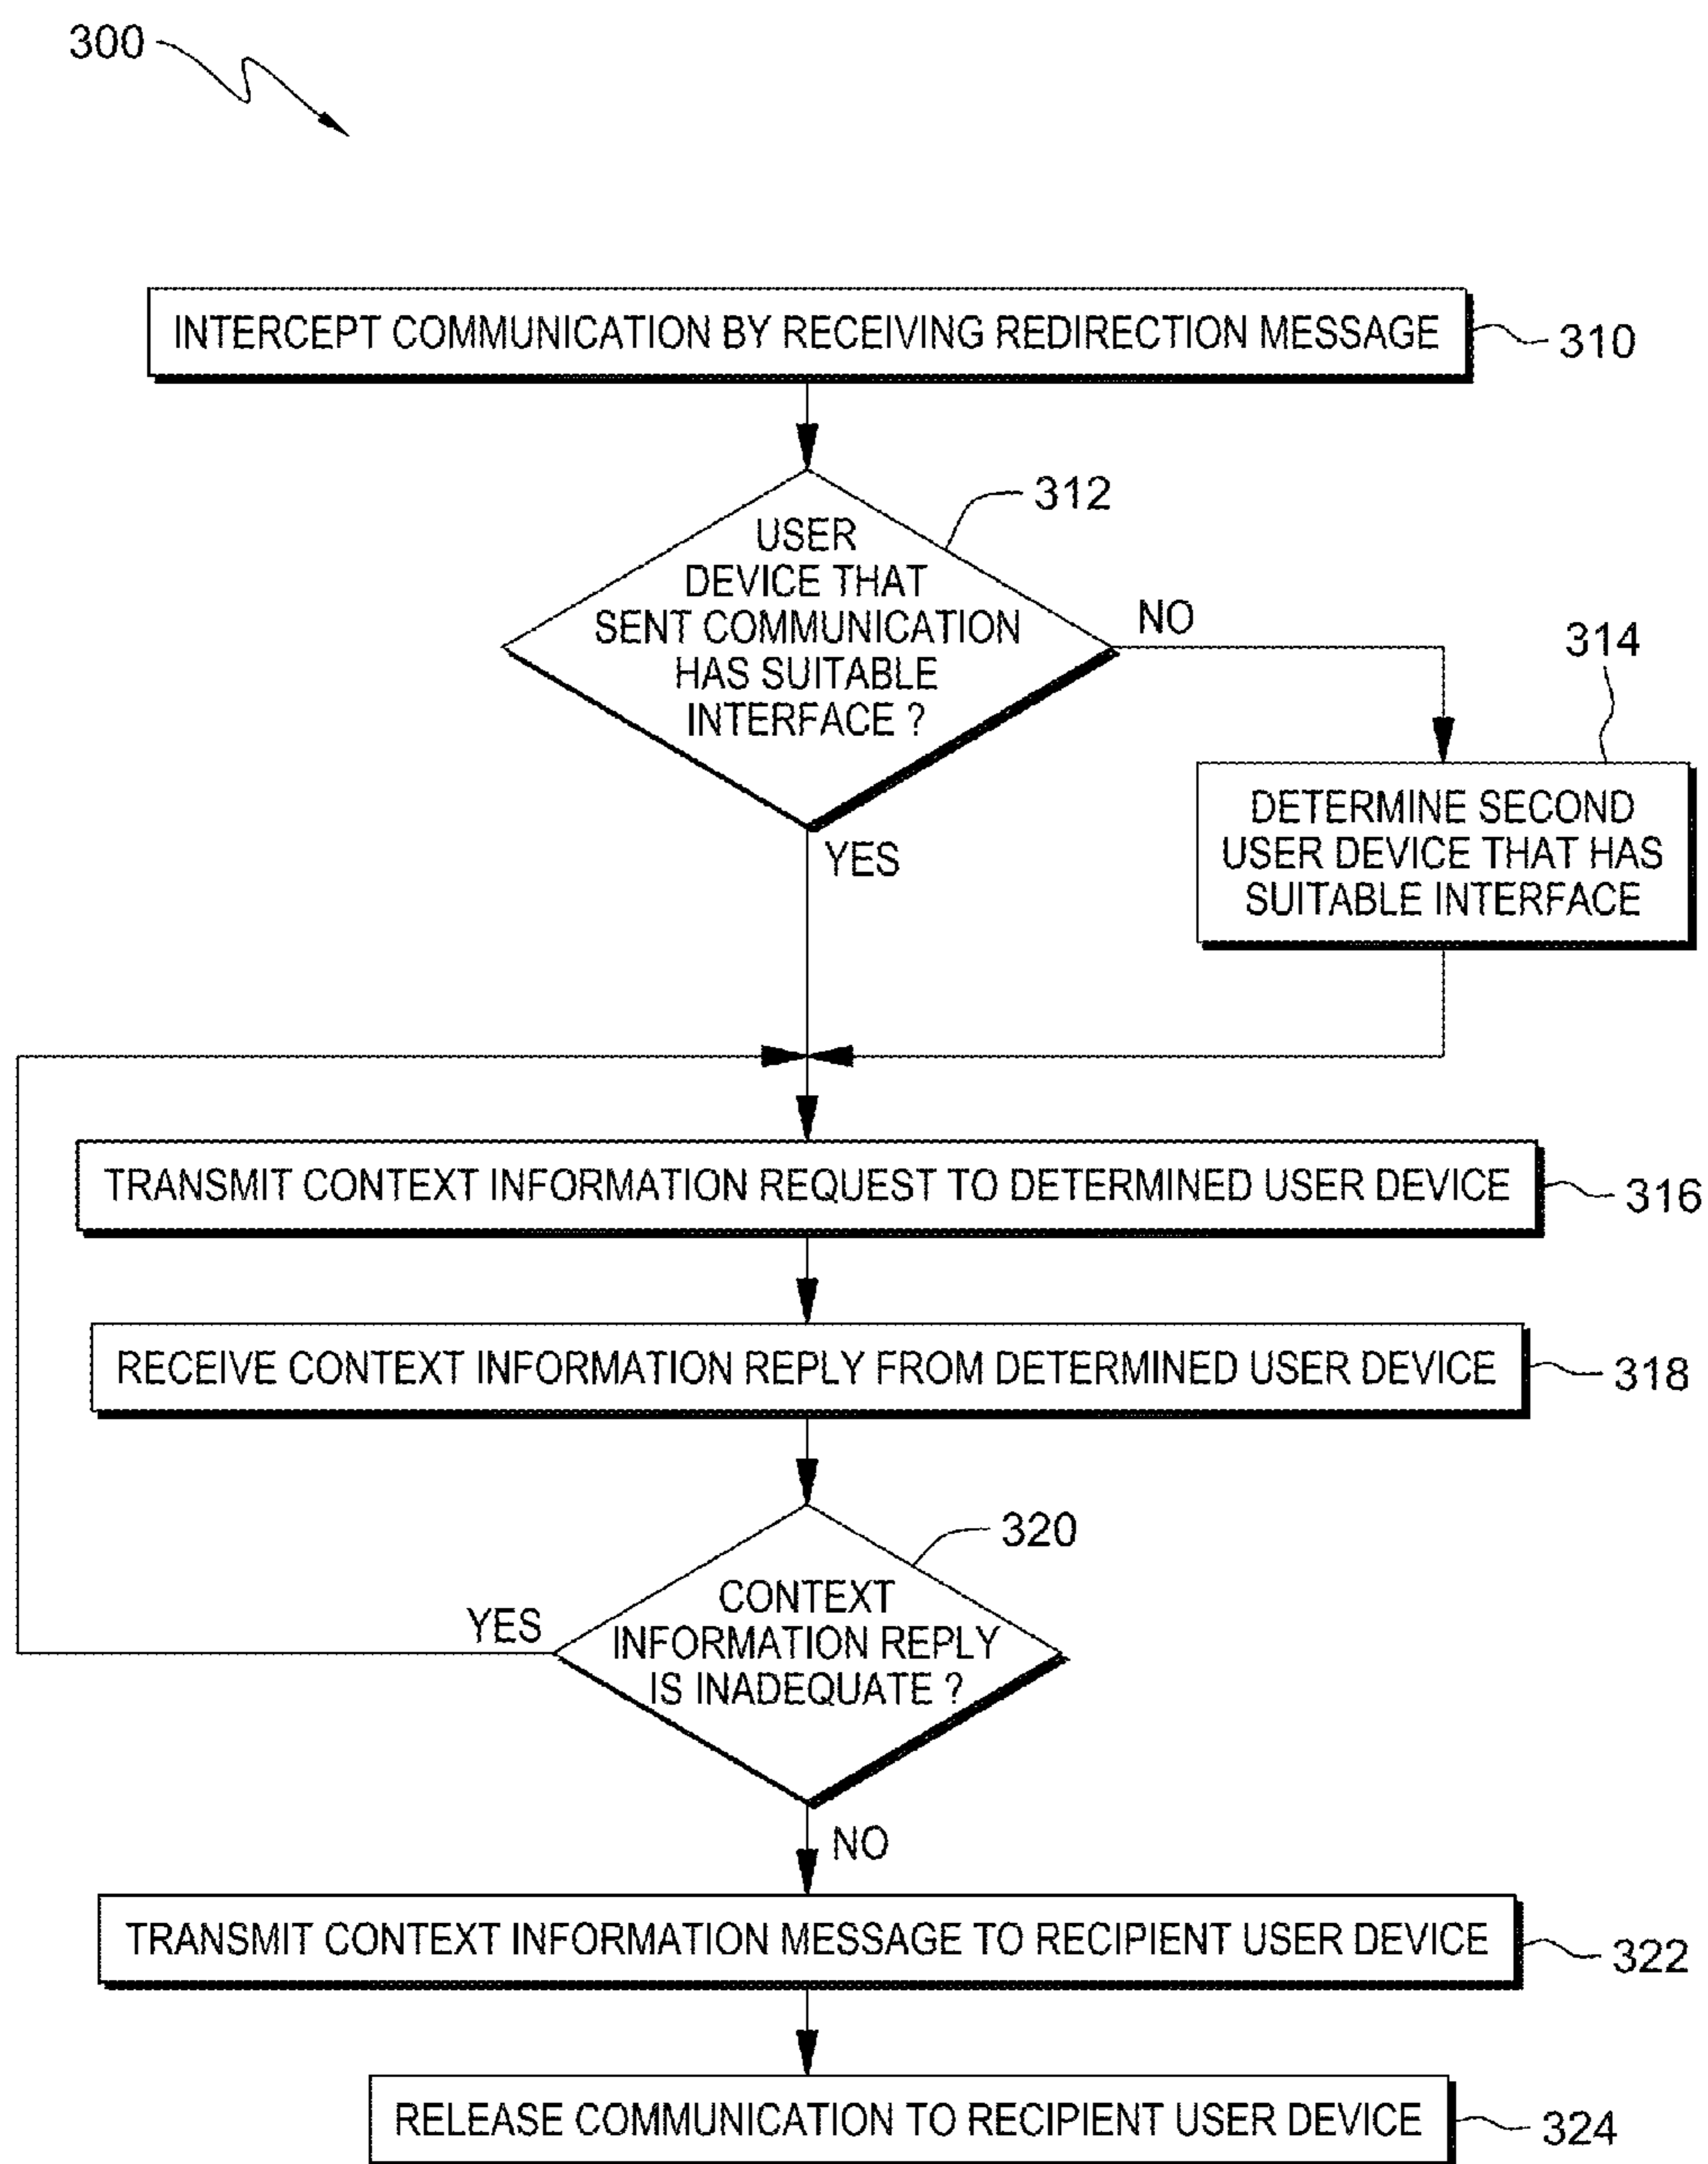 300
INTERCEPT COMMUNICATION BY RECEIVING REDIRECTION MESSAGE
310
312
USER
DEVICE THAT
SENT COMMUNICATION
HAS SUITABLE
INTERFACE ?
NO
YES
314
DETERMINE SECOND
USER DEVICE THAT HAS
SUITABLE INTERFACE
TRANSMIT CONTEXT INFORMATION REQUEST TO DETERMINED USER DEVICE
316
RECEIVE CONTEXT INFORMATION REPLY FROM DETERMINED USER DEVICE
318
320
CONTEXT
INFORMATION REPLY
IS INADEQUATE ?
YES
NO
TRANSMIT CONTEXT INFORMATION MESSAGE TO RECIPIENT USER DEVICE
322
RELEASE COMMUNICATION TO RECIPIENT USER DEVICE
324